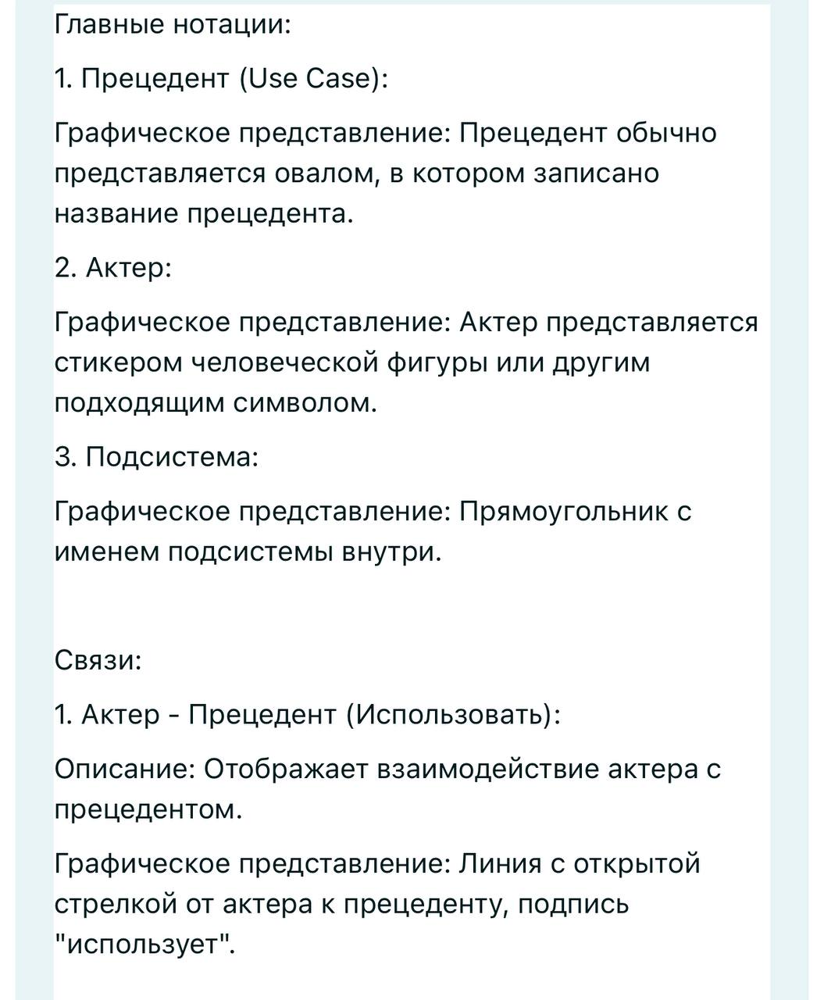 Главные нотации:
1. Прецедент (Use Case):
Графическое представление: Прецедент обычно
представляется овалом, в котором записано
название прецедента.
2. Актер:
Графическое представление: Актер представляется
стикером человеческой фигуры или другим
подходящим символом.
3. Подсистема:
Графическое представление: Прямоугольник с
именем подсистемы внутри.
Связи:
1. Актер - Прецедент (Использовать):
Описание: Отображает взаимодействие актера с
прецедентом.
Графическое представление: Линия с открытой
стрелкой от актера к прецеденту, подпись
"использует".